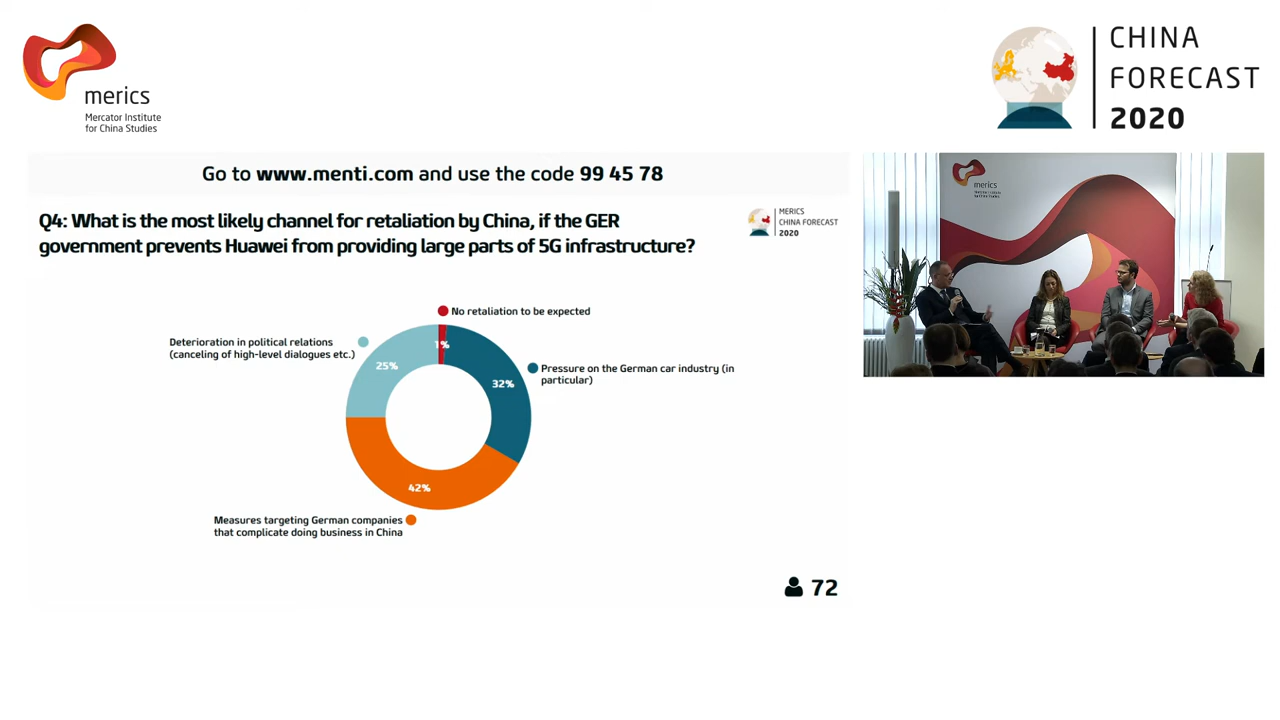 merics
Mercator Institute
for China Studies
CHINA
FORECAST
2020
Go to www.menti.com and use the code 99 45 78
Q4: What is the most likely channel for retaliation by China, if the GER
government prevents Huawei from providing large parts of 5G infrastructure?
MERICS
CHINA FORECAST
2020
No retaliation to be expected
1%
Deterioration in political relations
(canceling of high-level dialogues etc.)
25%
32%
Pressure on the German car industry (in
particular)
42%
Measures targeting German companies
that complicate doing business in China
72
merics